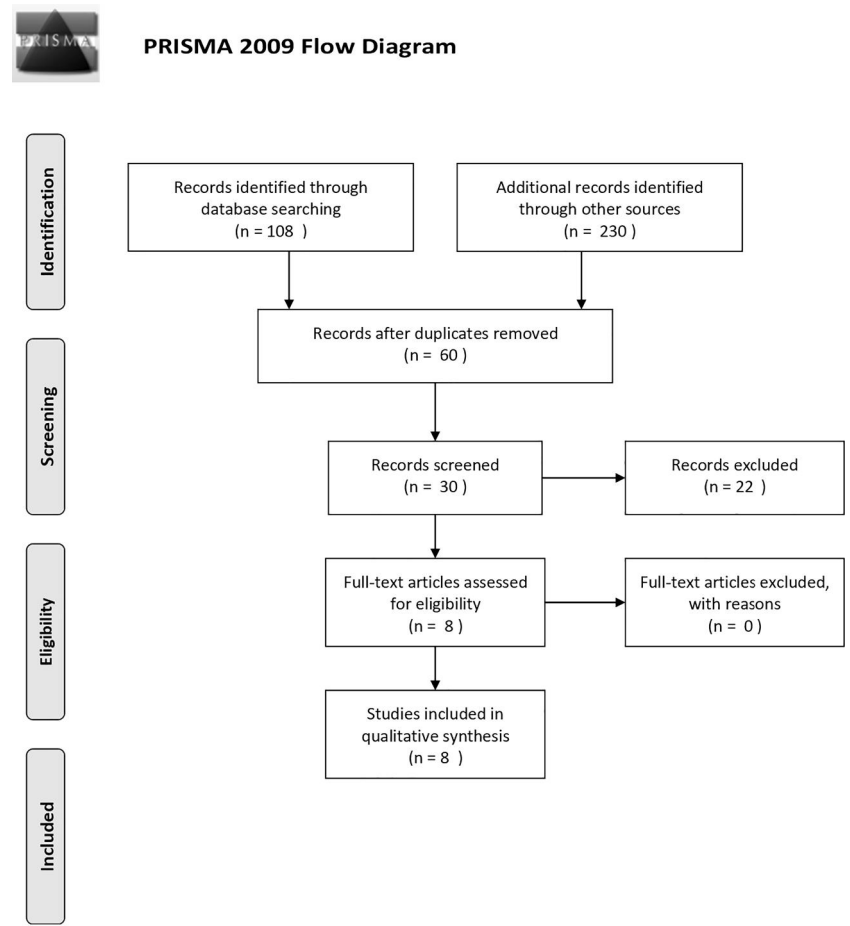 PRISMA
PRISMA 2009 Flow Diagram
Identification
Records identified through
database searching
(n = 108 )
Additional records identified
through other sources
(n = 230 )
Records after duplicates removed
(n = 60 )
Screening
Records screened
(n = 30 )
Records excluded
(n = 22 )
Eligibility
Full-text articles assessed
for eligibility
(n = 8 )
Full-text articles excluded,
with reasons
(n = 0 )
Studies included in
qualitative synthesis
(n = 8 )
Included